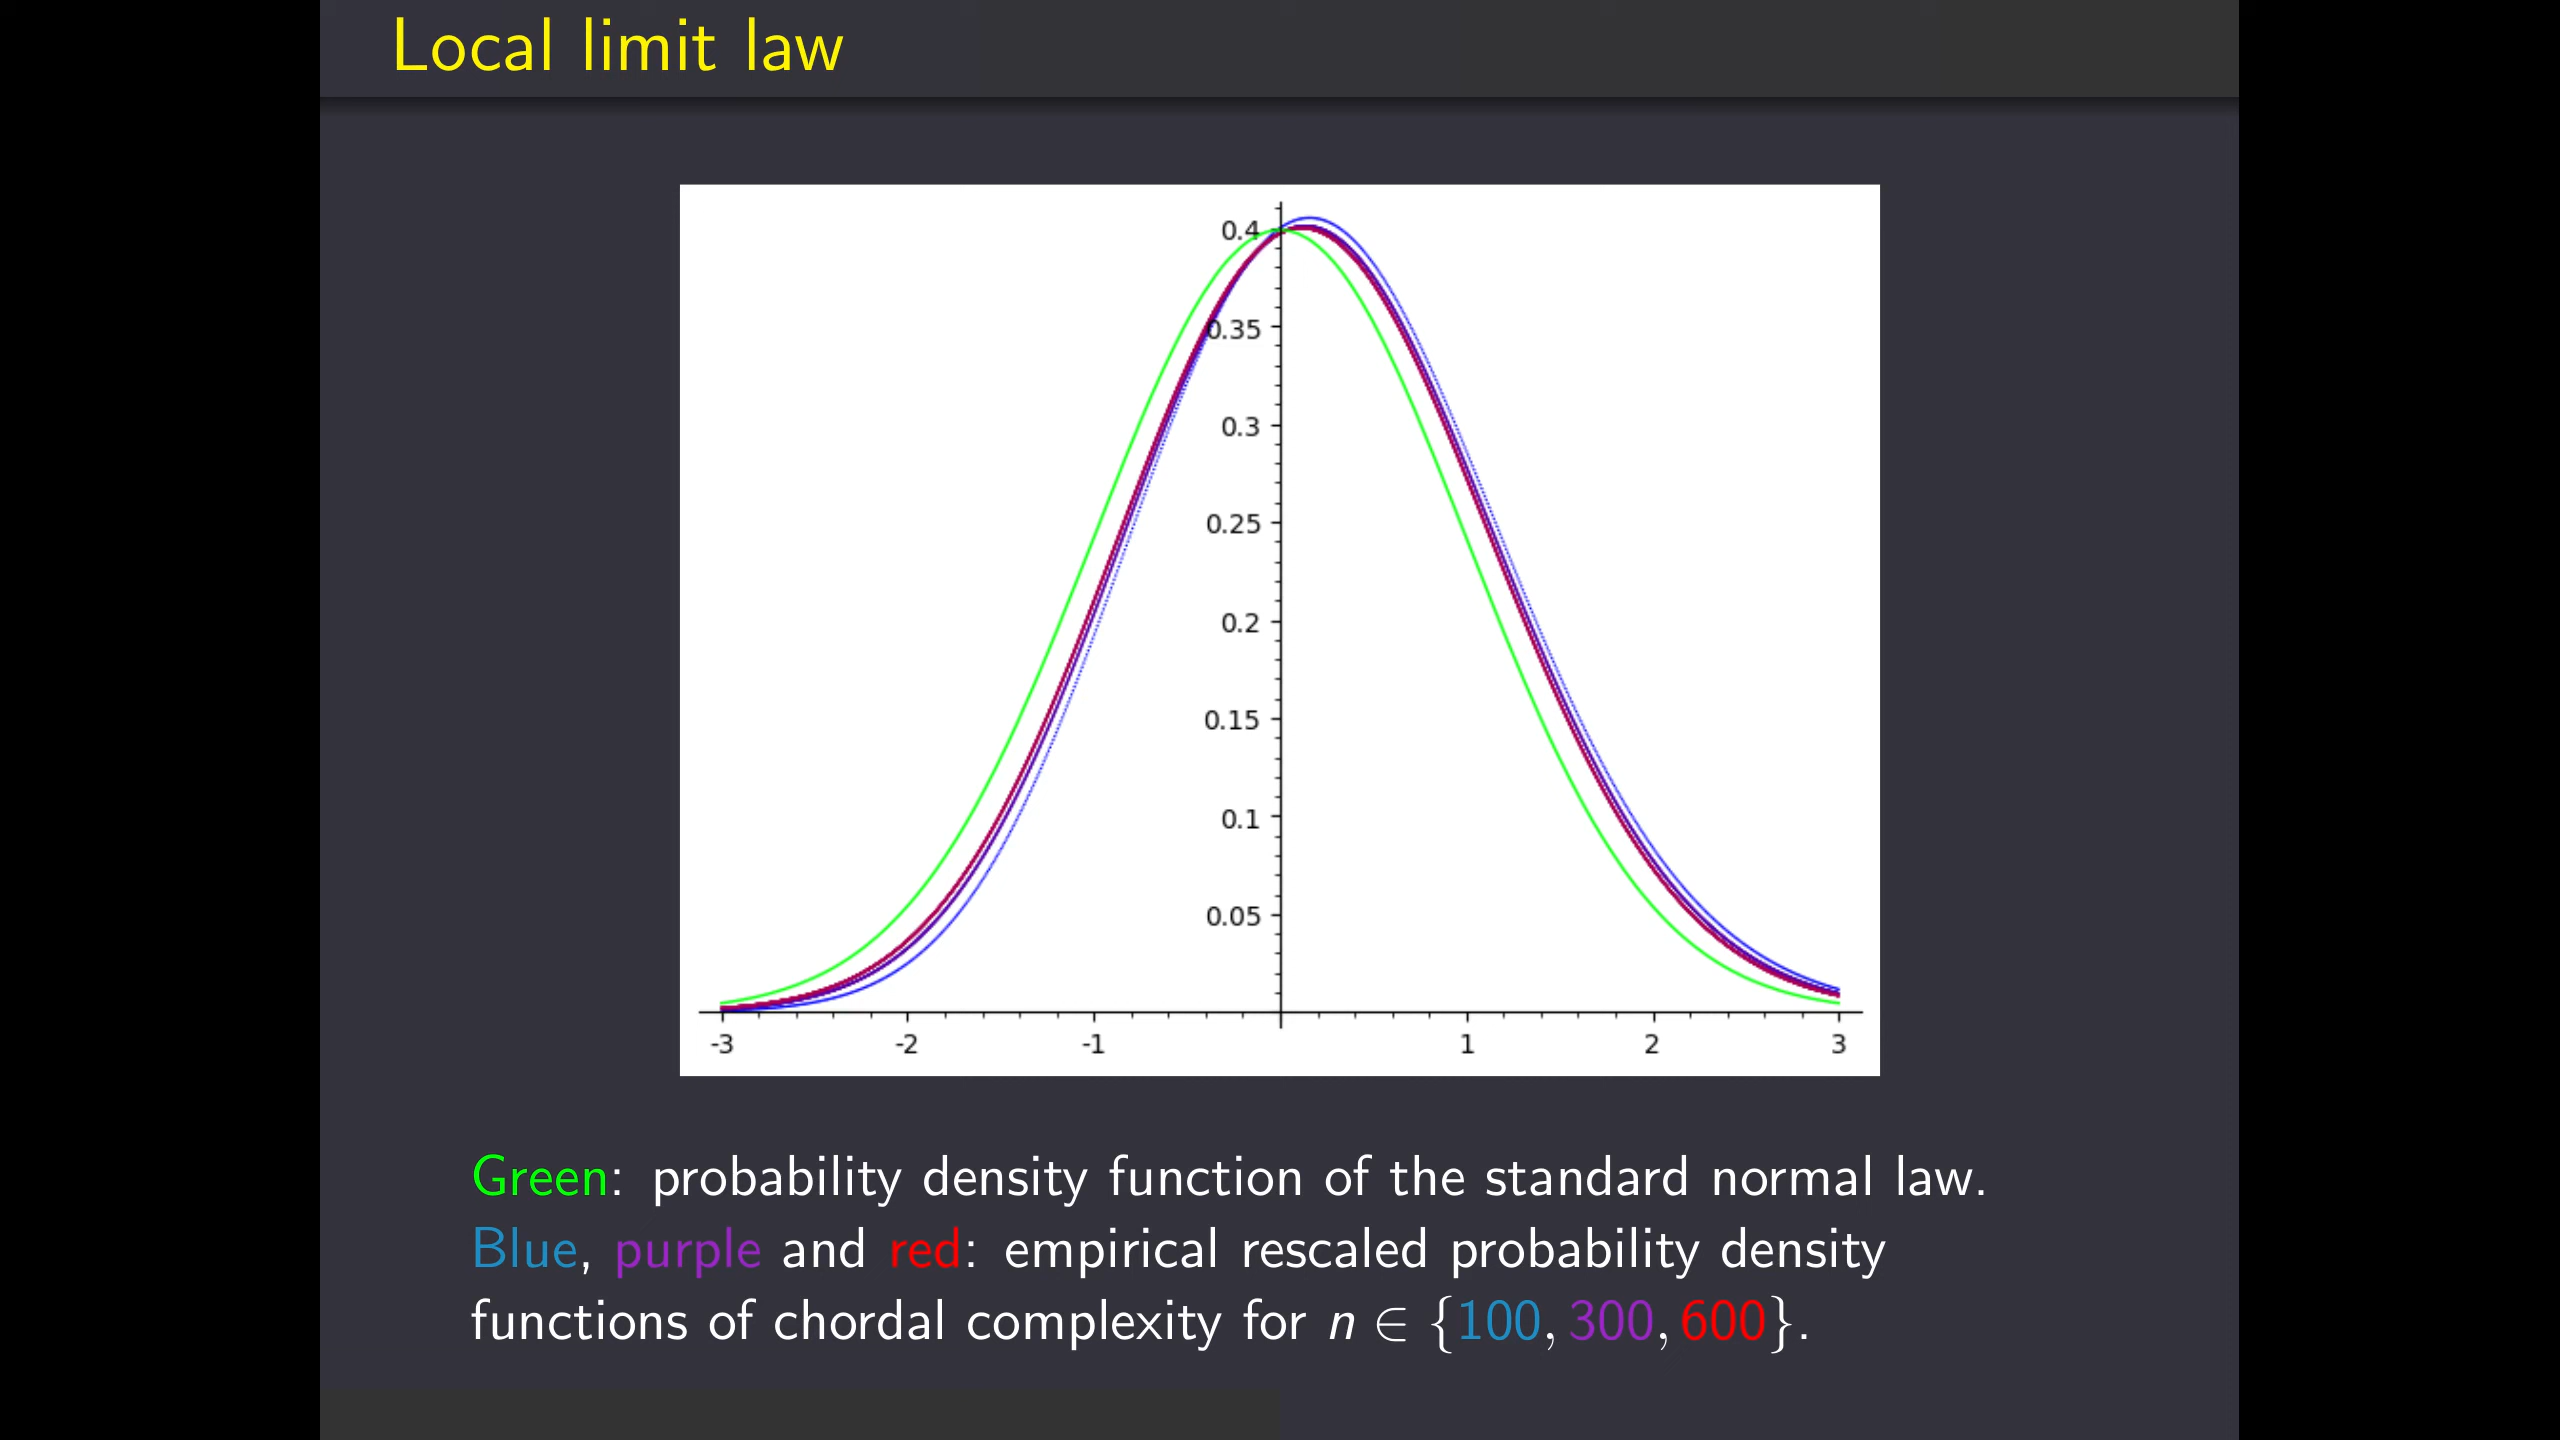 Local limit law
0.4
0.35
0.3
0.25
0.2
0.15
0.1
0.05
-3 -2 -1 1 2 3
Green: probability density function of the standard normal law.
Blue, purple and red: empirical rescaled probability density
functions of chordal complexity for n ∈ {100, 300, 600}.